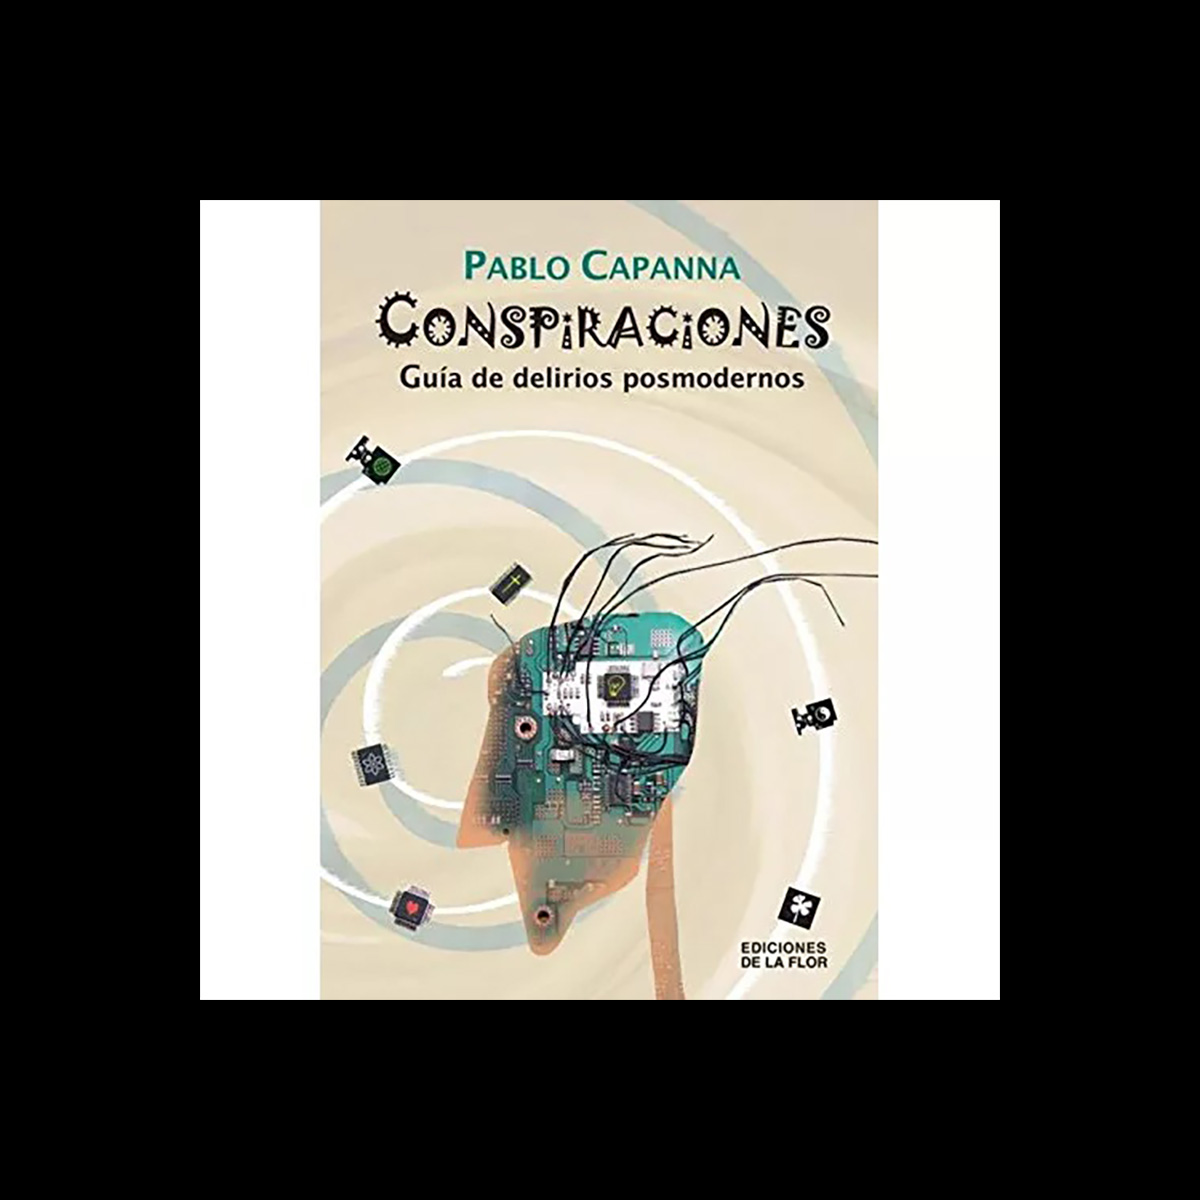 PABLO CAPANNA
CONSPIRACIONES
Guía de delirios posmodernos
EDICIONES
DE LA FLOR